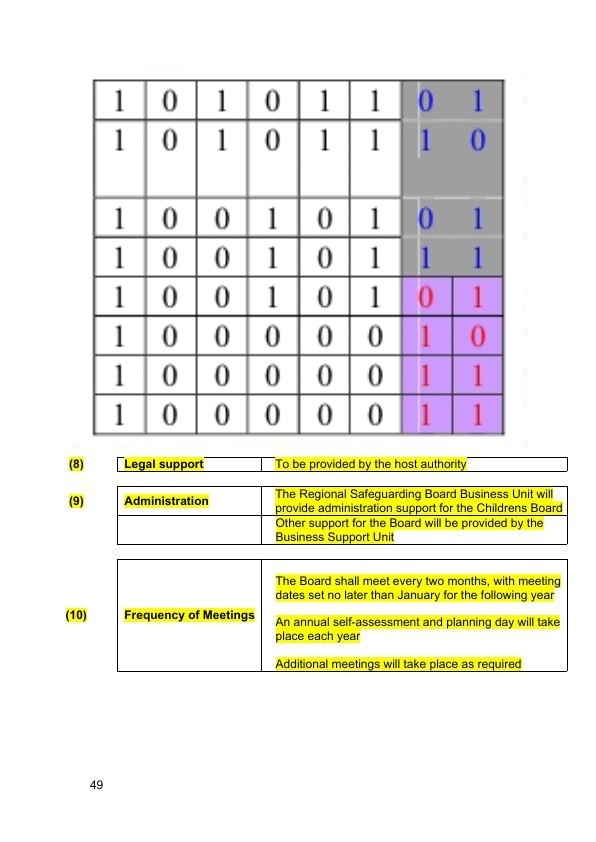 1 0 1 0 1 1 0 1
1 0 1 0 1 1 1 0
1 0 0 1 0 1 0 1
1 0 0 1 0 1 1 1
1 0 0 1 0 1 0 1
1 0 0 0 0 0 1 0
1 0 0 0 0 0 1 1
1 0 0 0 0 0 1 1
(8) Legal support To be provided by the host authority
(9) Administration The Regional Safeguarding Board Business Unit will
provide administration support for the Childrens Board
Other support for the Board will be provided by the
Business Support Unit
The Board shall meet every two months, with meeting
dates set no later than January for the following year
(10) Frequency of Meetings
An annual self-assessment and planning day will take
place each year
Additional meetings will take place as required
49